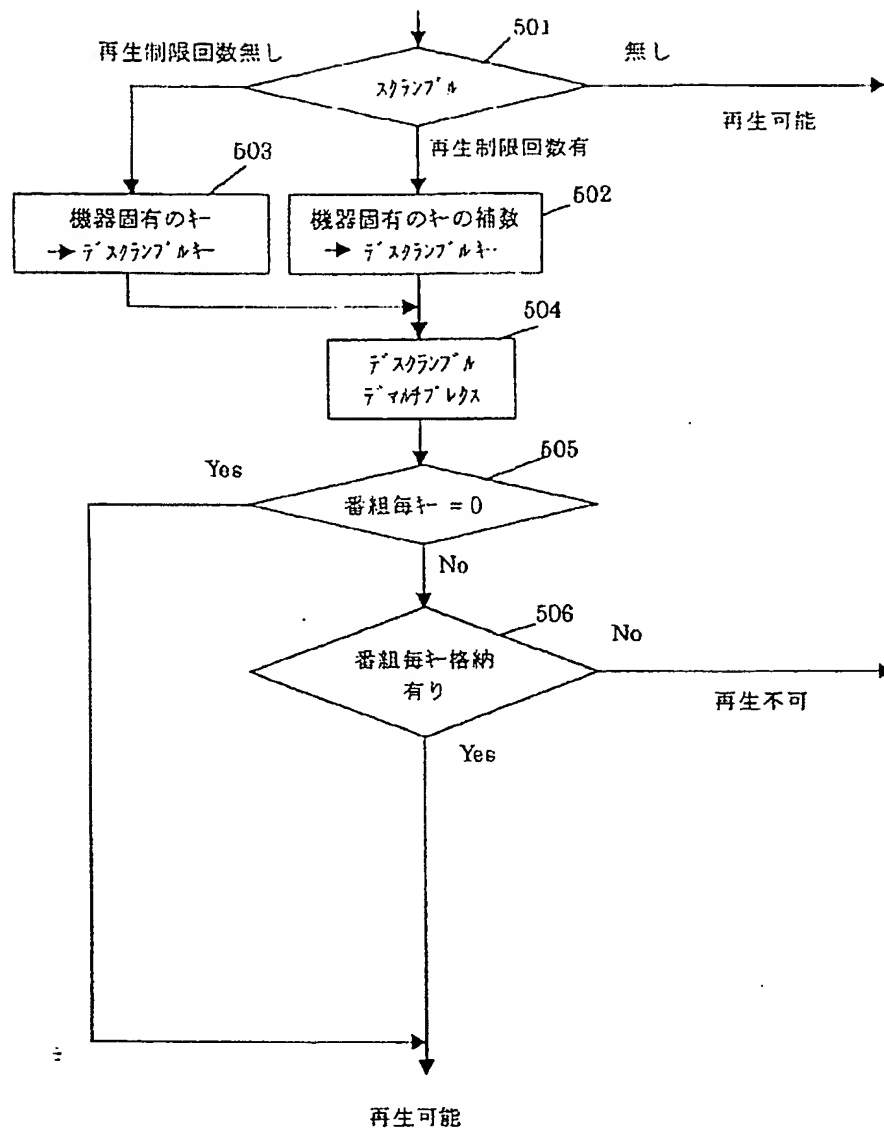 501
再生制限回数無し
無し
スクランブル
再生可能
再生制限回数有
503
502
機器固有のキー
→ デスクランブルキー
機器固有のキーの補数
→ デスクランブルキー
504
デスクランブル
デマルチプレクス
505
Yes
番組毎キー = 0
No
506
No
番組毎キー格納
有り
再生不可
Yes
再生可能